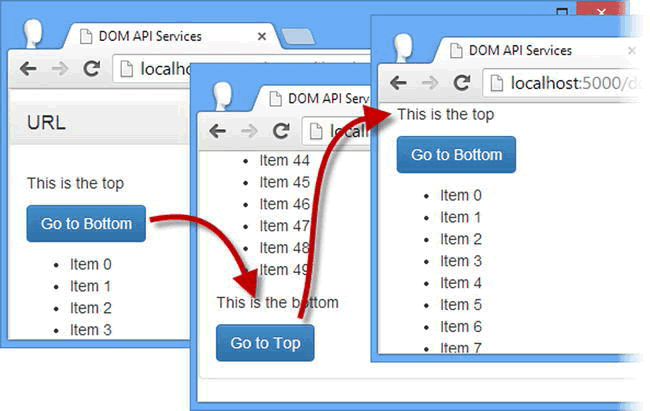 DOM API Services
localhos
URL
This is the top
Go to Bottom
Item 0
Item 1
Item 2
Item 3
DOM API Serv
local
Item 44
Item 45
Item 46
Item 47
Item 48
Item 49
This is the bottom
Go to Top
DOM API Services
localhost:5000/d
This is the top
Go to Bottom
Item 0
Item 1
Item 2
Item 3
Item 4
Item 5
Item 6
Item 7